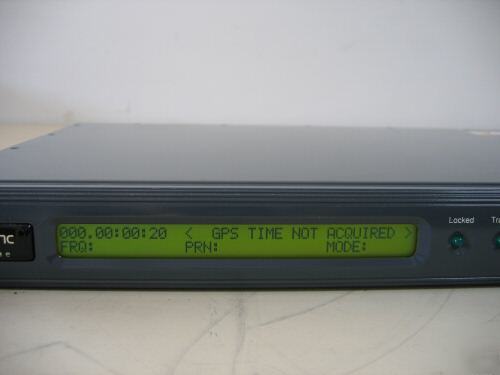 000.00:00:20 < GPS TIME NOT ACQUIRED >
FRQ: PRN: MODE:
Locked